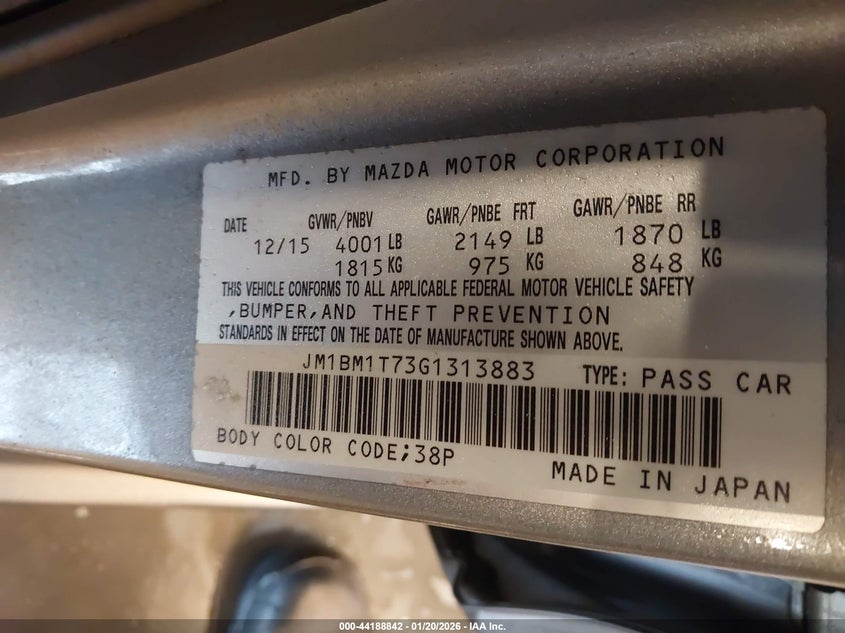 MFD. BY MAZDA MOTOR CORPORATION
DATE GVWR/PNBV GAWR/PNBE FRT GAWR/PNBE RR
12/15 4001 LB 2149 LB 1870 LB
1815 KG 975 KG 848 KG
THIS VEHICLE CONFORMS TO ALL APPLICABLE FEDERAL MOTOR VEHICLE SAFETY
,BUMPER,AND THEFT PREVENTION
STANDARDS IN EFFECT ON THE DATE OF MANUFACTURE SHOWN ABOVE.
JM1BM1T73G1313883 TYPE: PASS CAR
BODY COLOR CODE;38P
MADE IN JAPAN
000-44188842 - 01/20/2026 - IAA Inc.